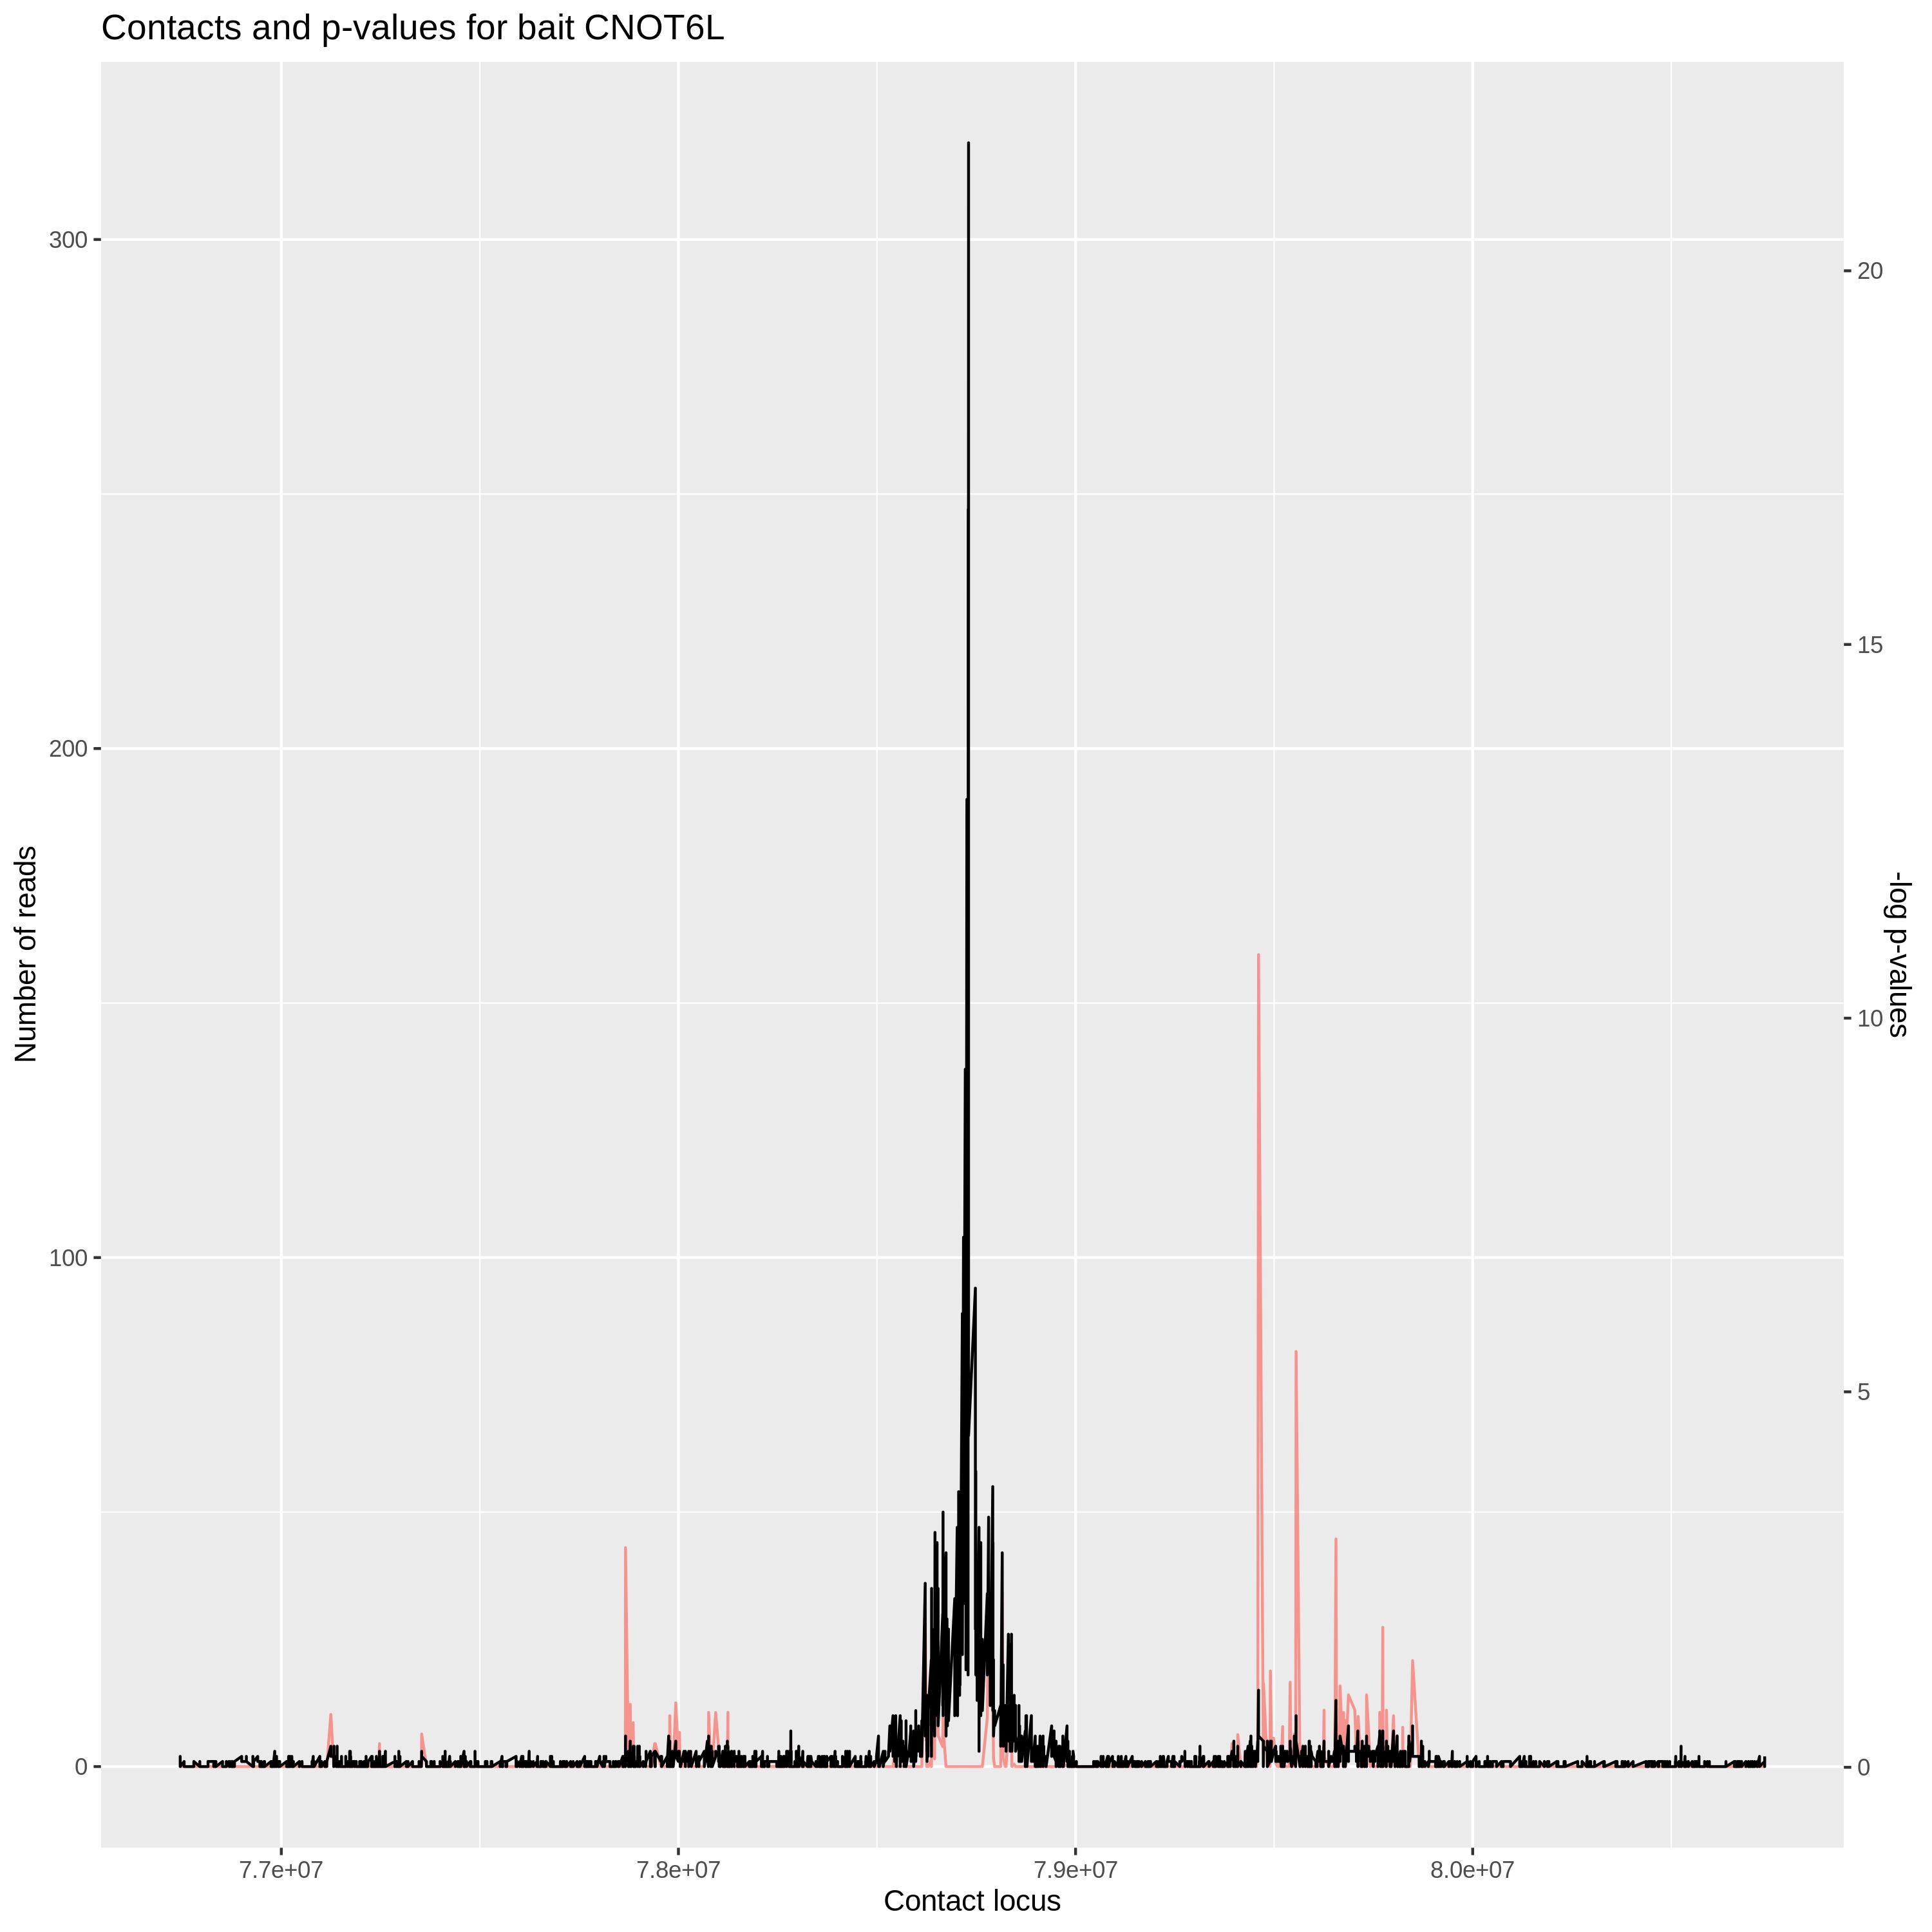 Contacts and p-values for bait CNOT6L
300
200
100
0
Number of reads
20
15
10
5
0
-log p-values
7.7e+07
7.8e+07
7.9e+07
8.0e+07
Contact locus